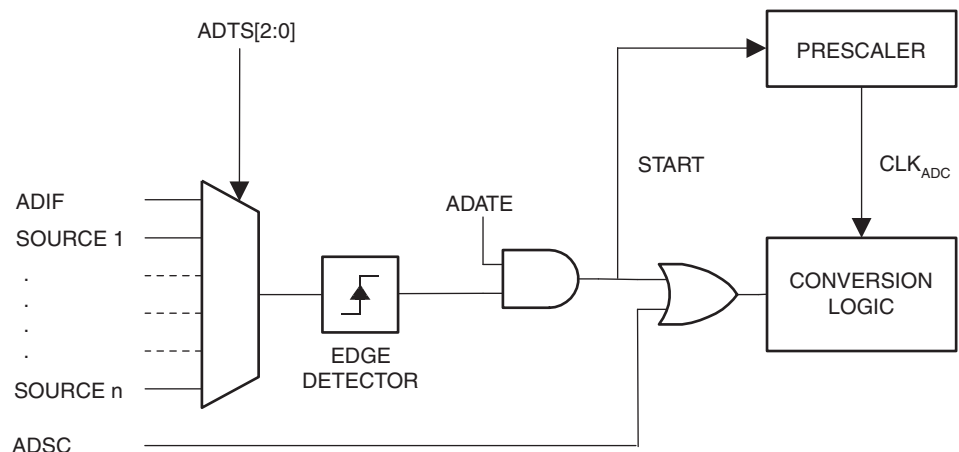 ADTS[2:0]
PRESCALER
START
CLKADC
ADIF
ADATE
SOURCE 1
.
.
.
.
CONVERSION
LOGIC
EDGE
DETECTOR
SOURCE n
ADSC